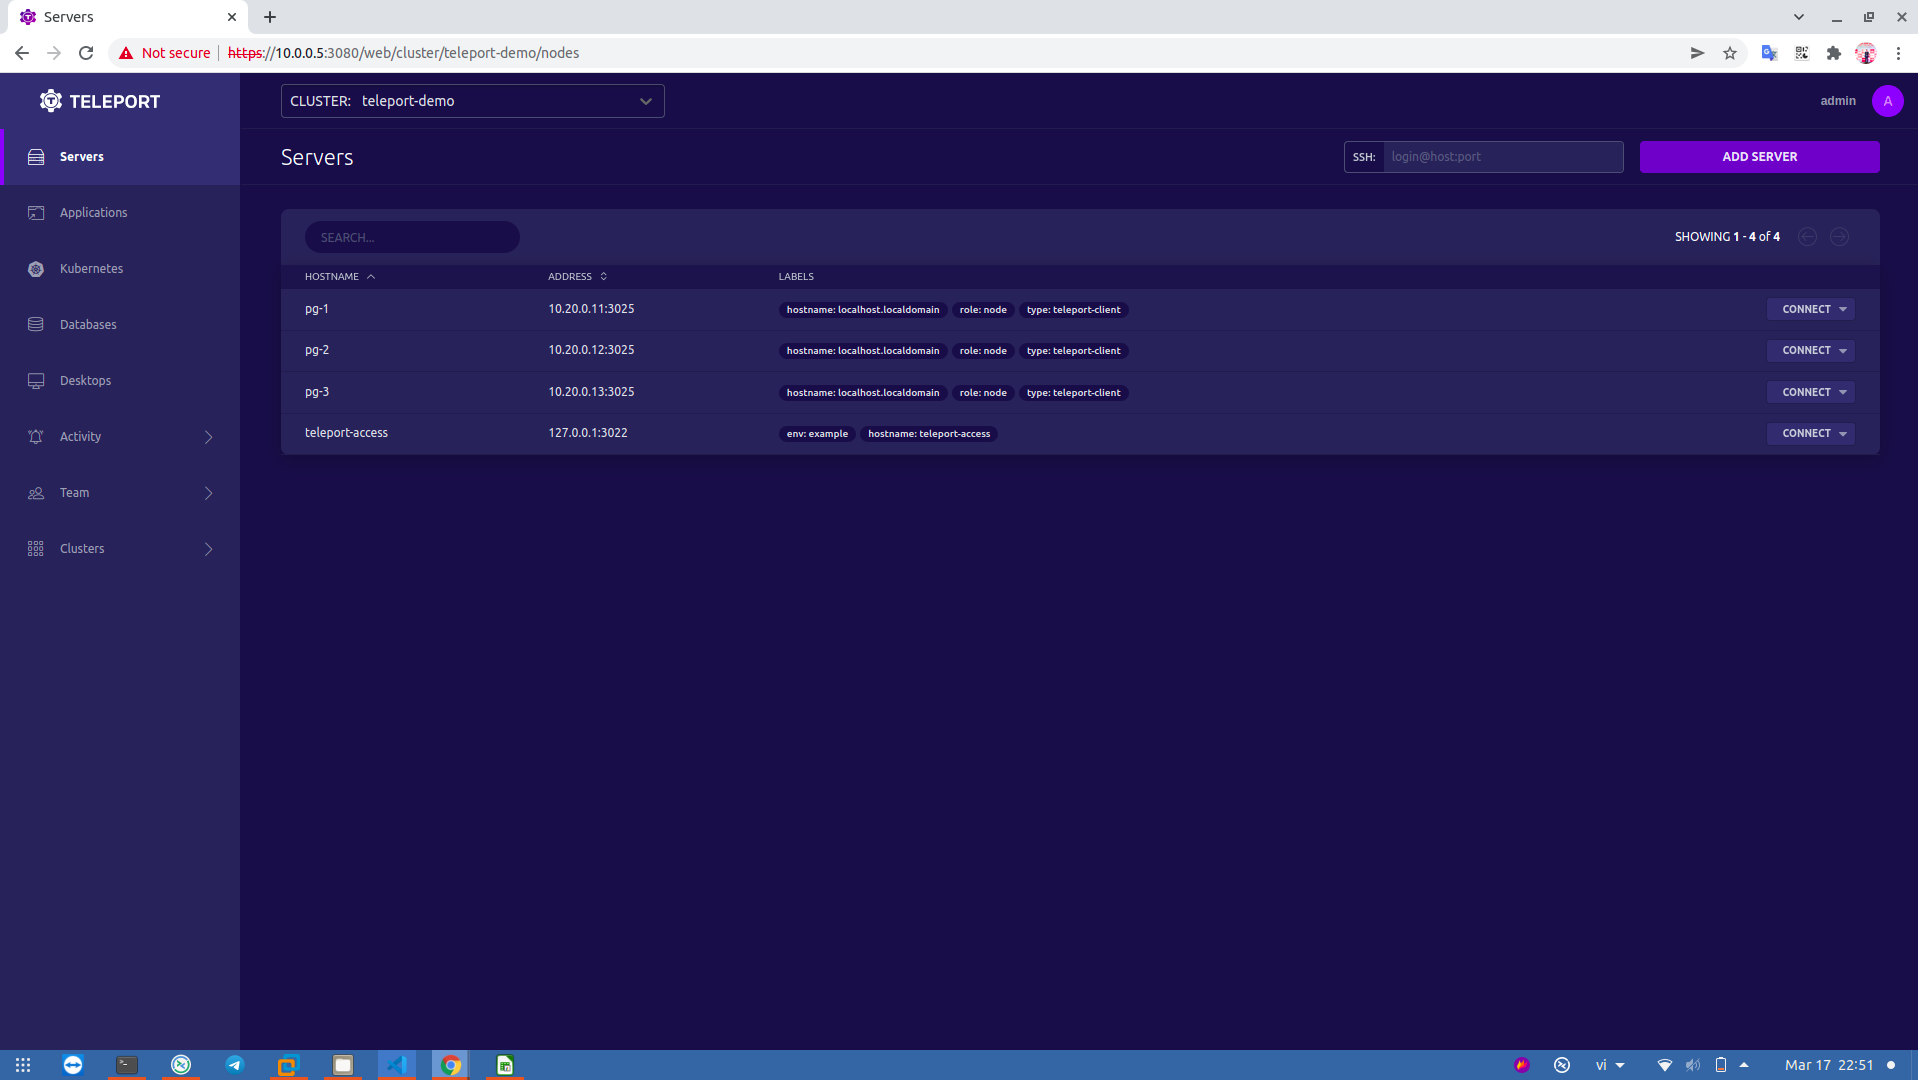 Servers
Not secure
https://10.0.0.5:3080/web/cluster/teleport-demo/nodes
TELEPORT
CLUSTER: teleport-demo
admin
A
Servers
Applications
Kubernetes
Databases
Desktops
Activity
Team
Clusters
Servers
SSH:
login@host:port
ADD SERVER
SEARCH...
SHOWING 1 - 4 of 4
HOSTNAME ADDRESS LABELS
pg-1 10.20.0.11:3025 hostname: localhost.localdomain role: node type: teleport-client CONNECT
pg-2 10.20.0.12:3025 hostname: localhost.localdomain role: node type: teleport-client CONNECT
pg-3 10.20.0.13:3025 hostname: localhost.localdomain role: node type: teleport-client CONNECT
teleport-access 127.0.0.1:3022 env: example hostname: teleport-access CONNECT
vi
Mar 17 22:51